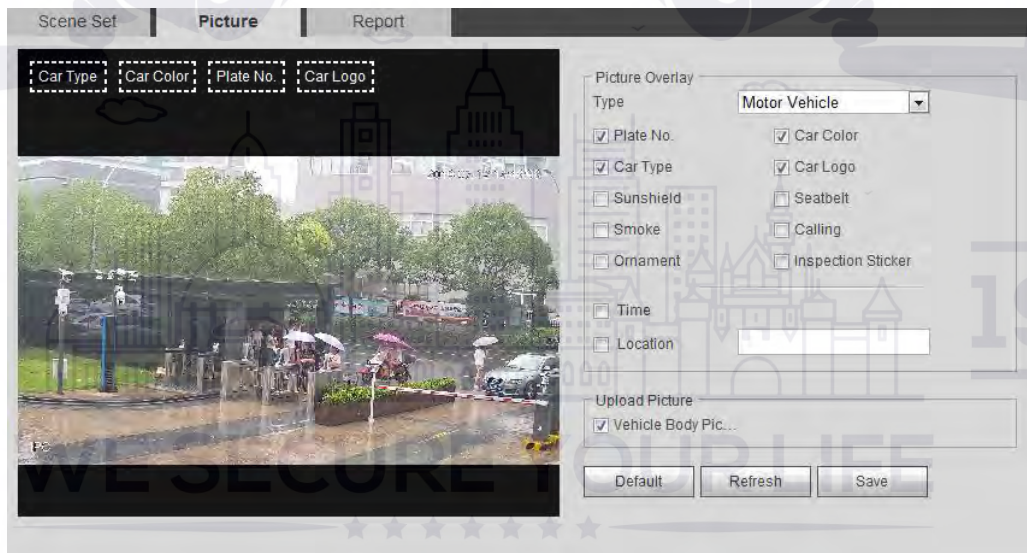 Scene Set Picture Report
Car Type Car Color Plate No. Car Logo
Picture Overlay
Type Motor Vehicle
Plate No. Car Color
Car Type Car Logo
Sunshield Seatbelt
Smoke Calling
Ornament Inspection Sticker
Time
Location
Upload Picture
Vehicle Body Pic...
Default Refresh Save
WE SECURE YOUR LIFE